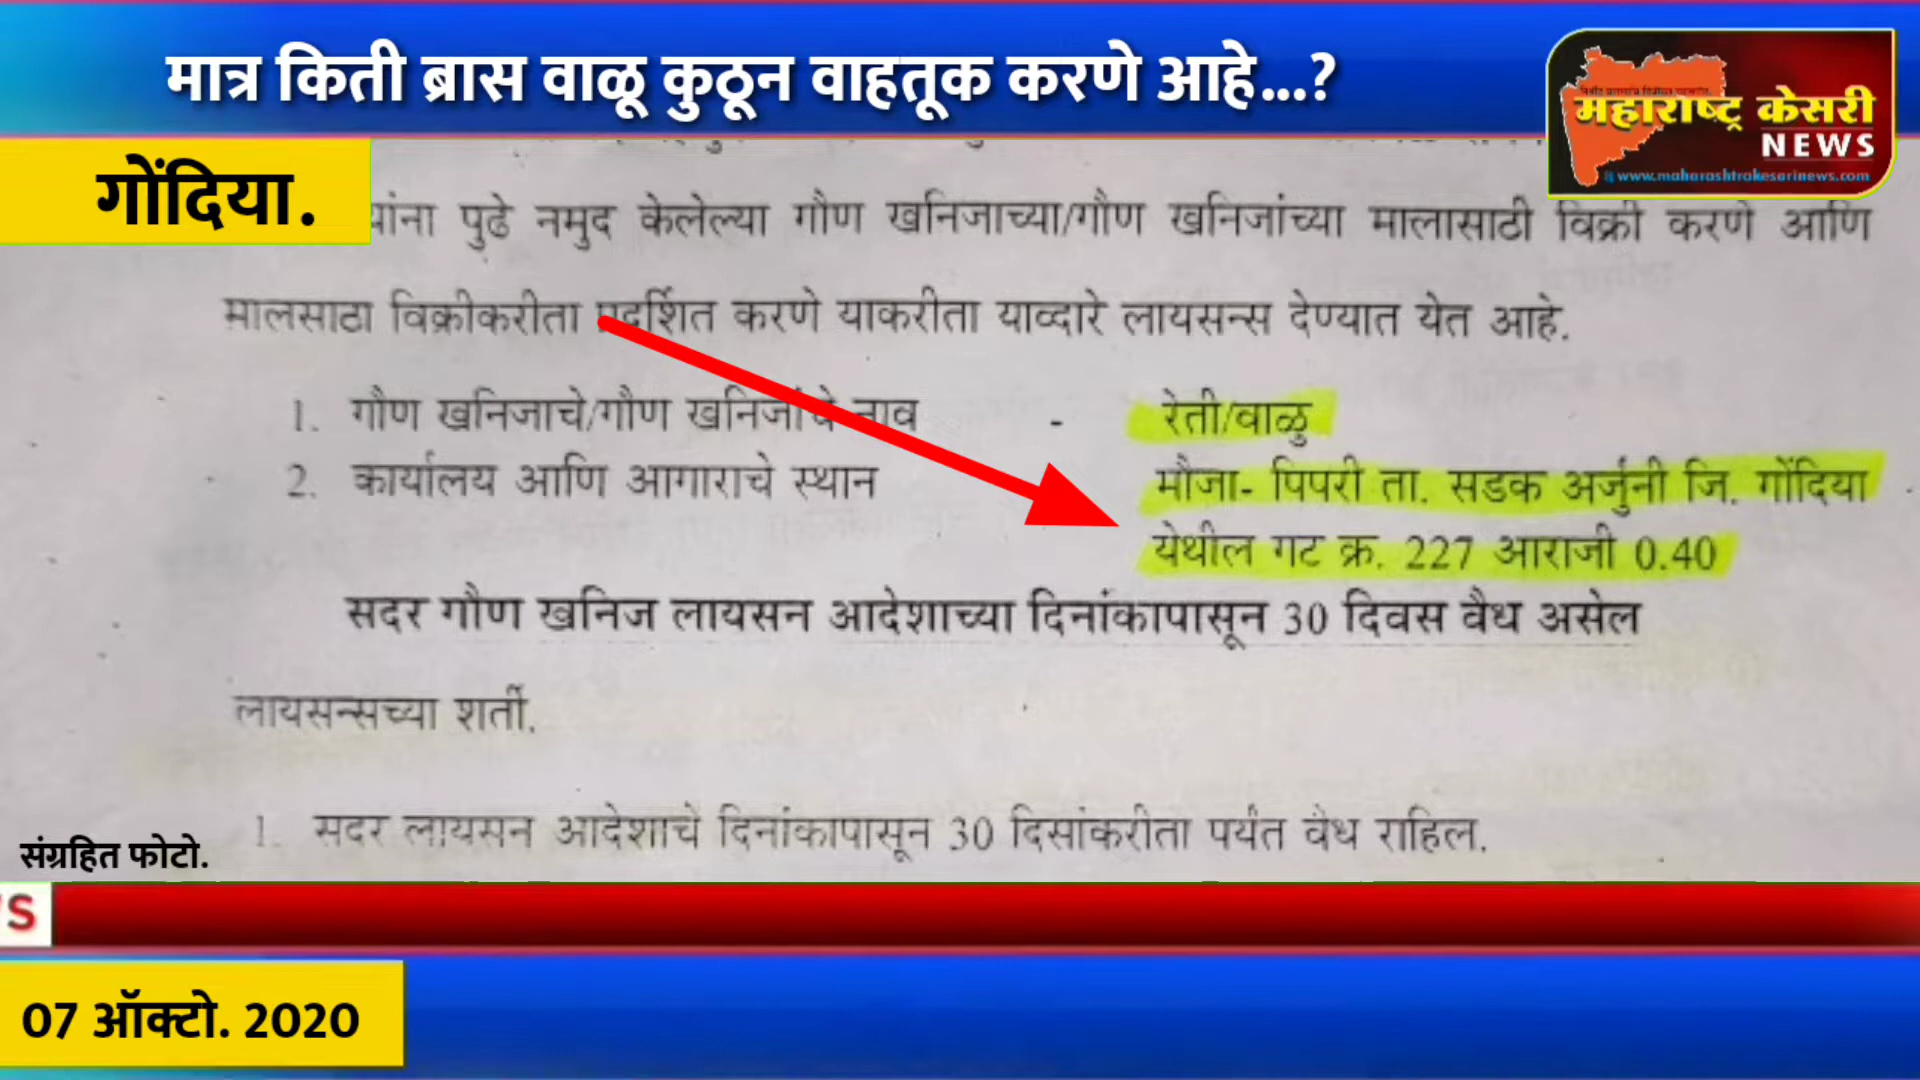 मात्र किती ब्रास वाळू कुठून वाहतूक करणे आहे...?
महाराष्ट्र केसरी
NEWS
www.maharashtrakesarinews.com
गोंदिया.
यांना पुढे नमुद केलेल्या गौण खनिजाच्या/गौण खनिजांच्या मालासाठी विक्री करणे आणि
मालसाठा विक्रीकरीता प्रदर्शित करणे याकरीता याव्दारे लायसन्स देण्यात येत आहे.
1. गौण खनिजाचे/गौण खनिजांचे नाव - रेती/वाळु
2. कार्यालय आणि आगाराचे स्थान मौजा- पिपरी ता. सडक अर्जुनी जि. गोंदिया
येथील गट क्र. 227 आराजी 0.40
सदर गौण खनिज लायसन आदेशाच्या दिनांकापासून 30 दिवस वैध असेल
लायसन्सच्या शर्ती.
1. सदर लायसन आदेशाचे दिनांकापासून 30 दिसांकरीता पर्यंत वैध राहिल.
संग्रहित फोटो.
S
07 ऑक्टो. 2020